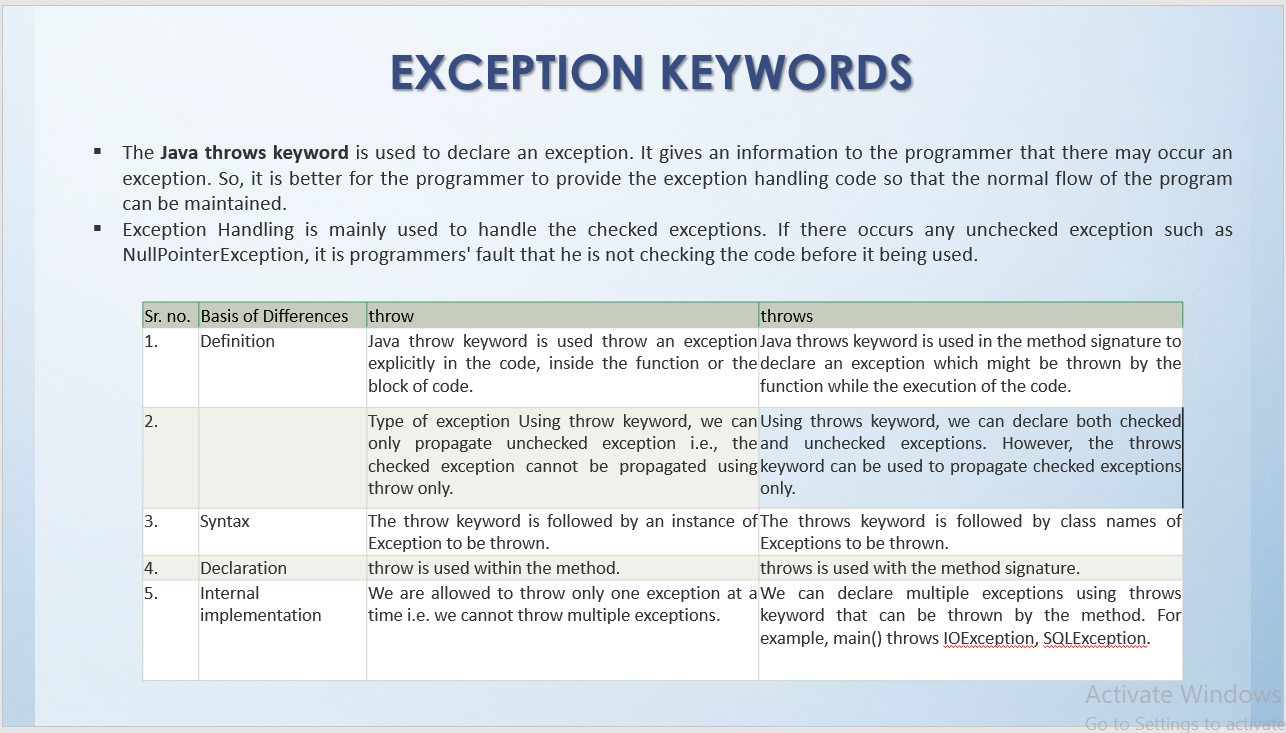 EXCEPTION KEYWORDS
▪ The Java throws keyword is used to declare an exception. It gives an information to the programmer that there may occur an
exception. So, it is better for the programmer to provide the exception handling code so that the normal flow of the program
can be maintained.
▪ Exception Handling is mainly used to handle the checked exceptions. If there occurs any unchecked exception such as
NullPointerException, it is programmers' fault that he is not checking the code before it being used.
Sr. no. Basis of Differences throw throws
1. Definition
Java throw keyword is used throw an exception
explicitly in the code, inside the function or the
block of code.
Java throws keyword is used in the method signature to
declare an exception which might be thrown by the
function while the execution of the code.
2.
Type of exception Using throw keyword, we can
only propagate unchecked exception i.e., the
checked exception cannot be propagated using
throw only.
Using throws keyword, we can declare both checked
and unchecked exceptions. However, the throws
keyword can be used to propagate checked exceptions
only.
3. Syntax
The throw keyword is followed by an instance of
Exception to be thrown.
The throws keyword is followed by class names of
Exceptions to be thrown.
4. Declaration
throw is used within the method.
throws is used with the method signature.
5. Internal
implementation
We are allowed to throw only one exception at a
time i.e. we cannot throw multiple exceptions.
We can declare multiple exceptions using throws
keyword that can be thrown by the method. For
example, main() throws IOException, SQLException.
Activate Windows
Go to Settings to activate